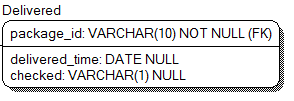 Delivered
package_id: VARCHAR(10) NOT NULL (FK)
delivered_time: DATE NULL
checked: VARCHAR(1) NULL